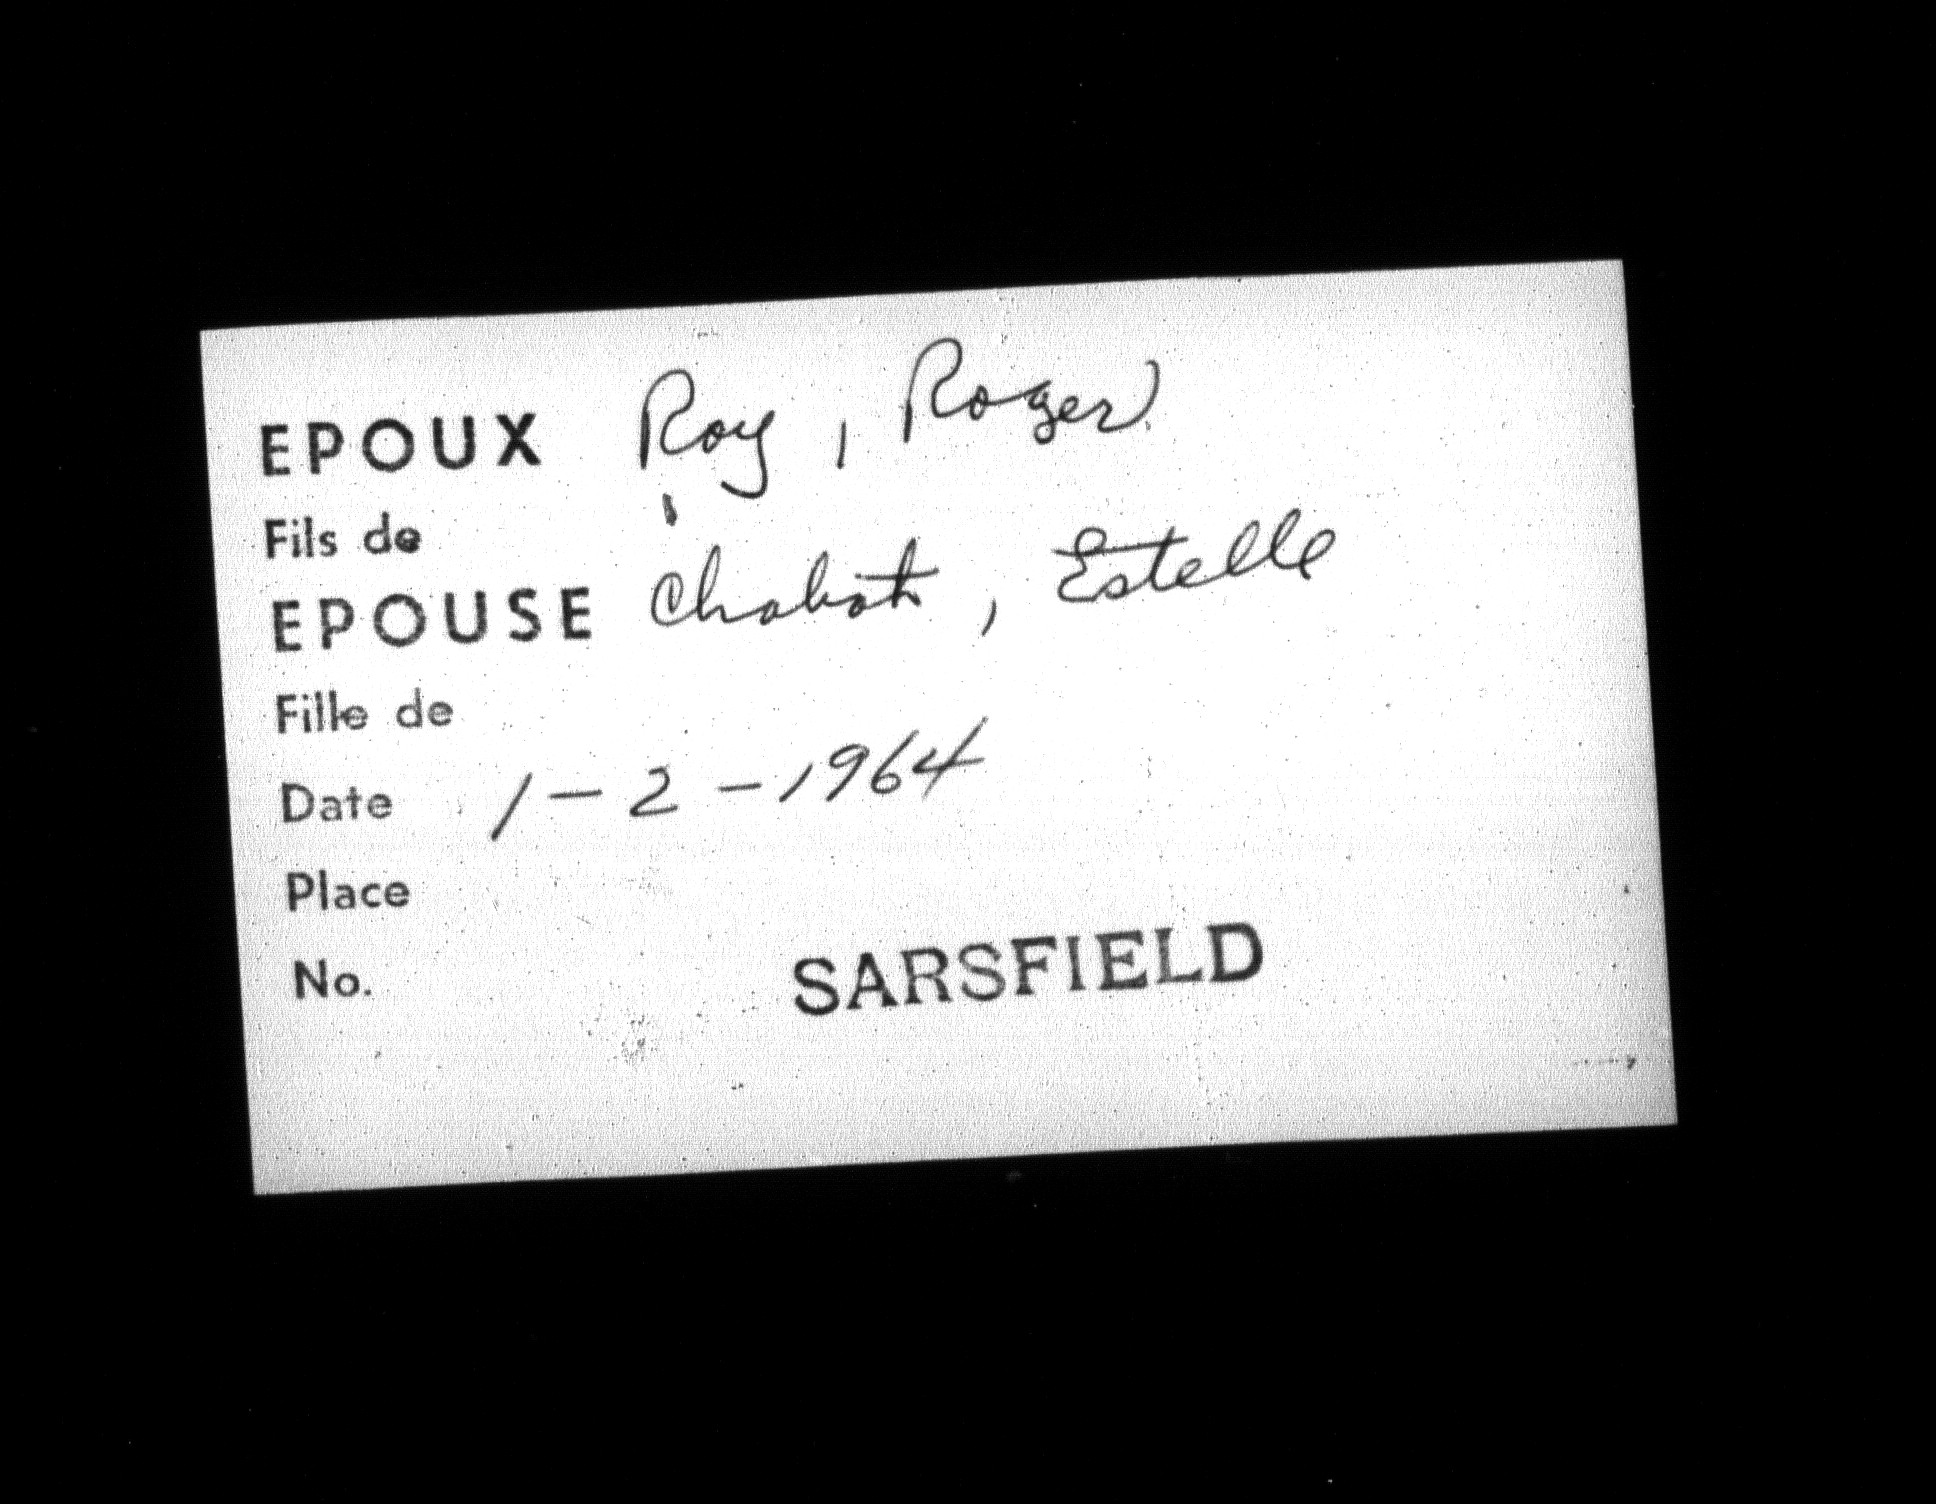 EPOUX Roy, Roger
Fils de
EPOUSE Chabot, Estelle
Fille de
Date 1-2-1964
Place
No.
SARSFIELD